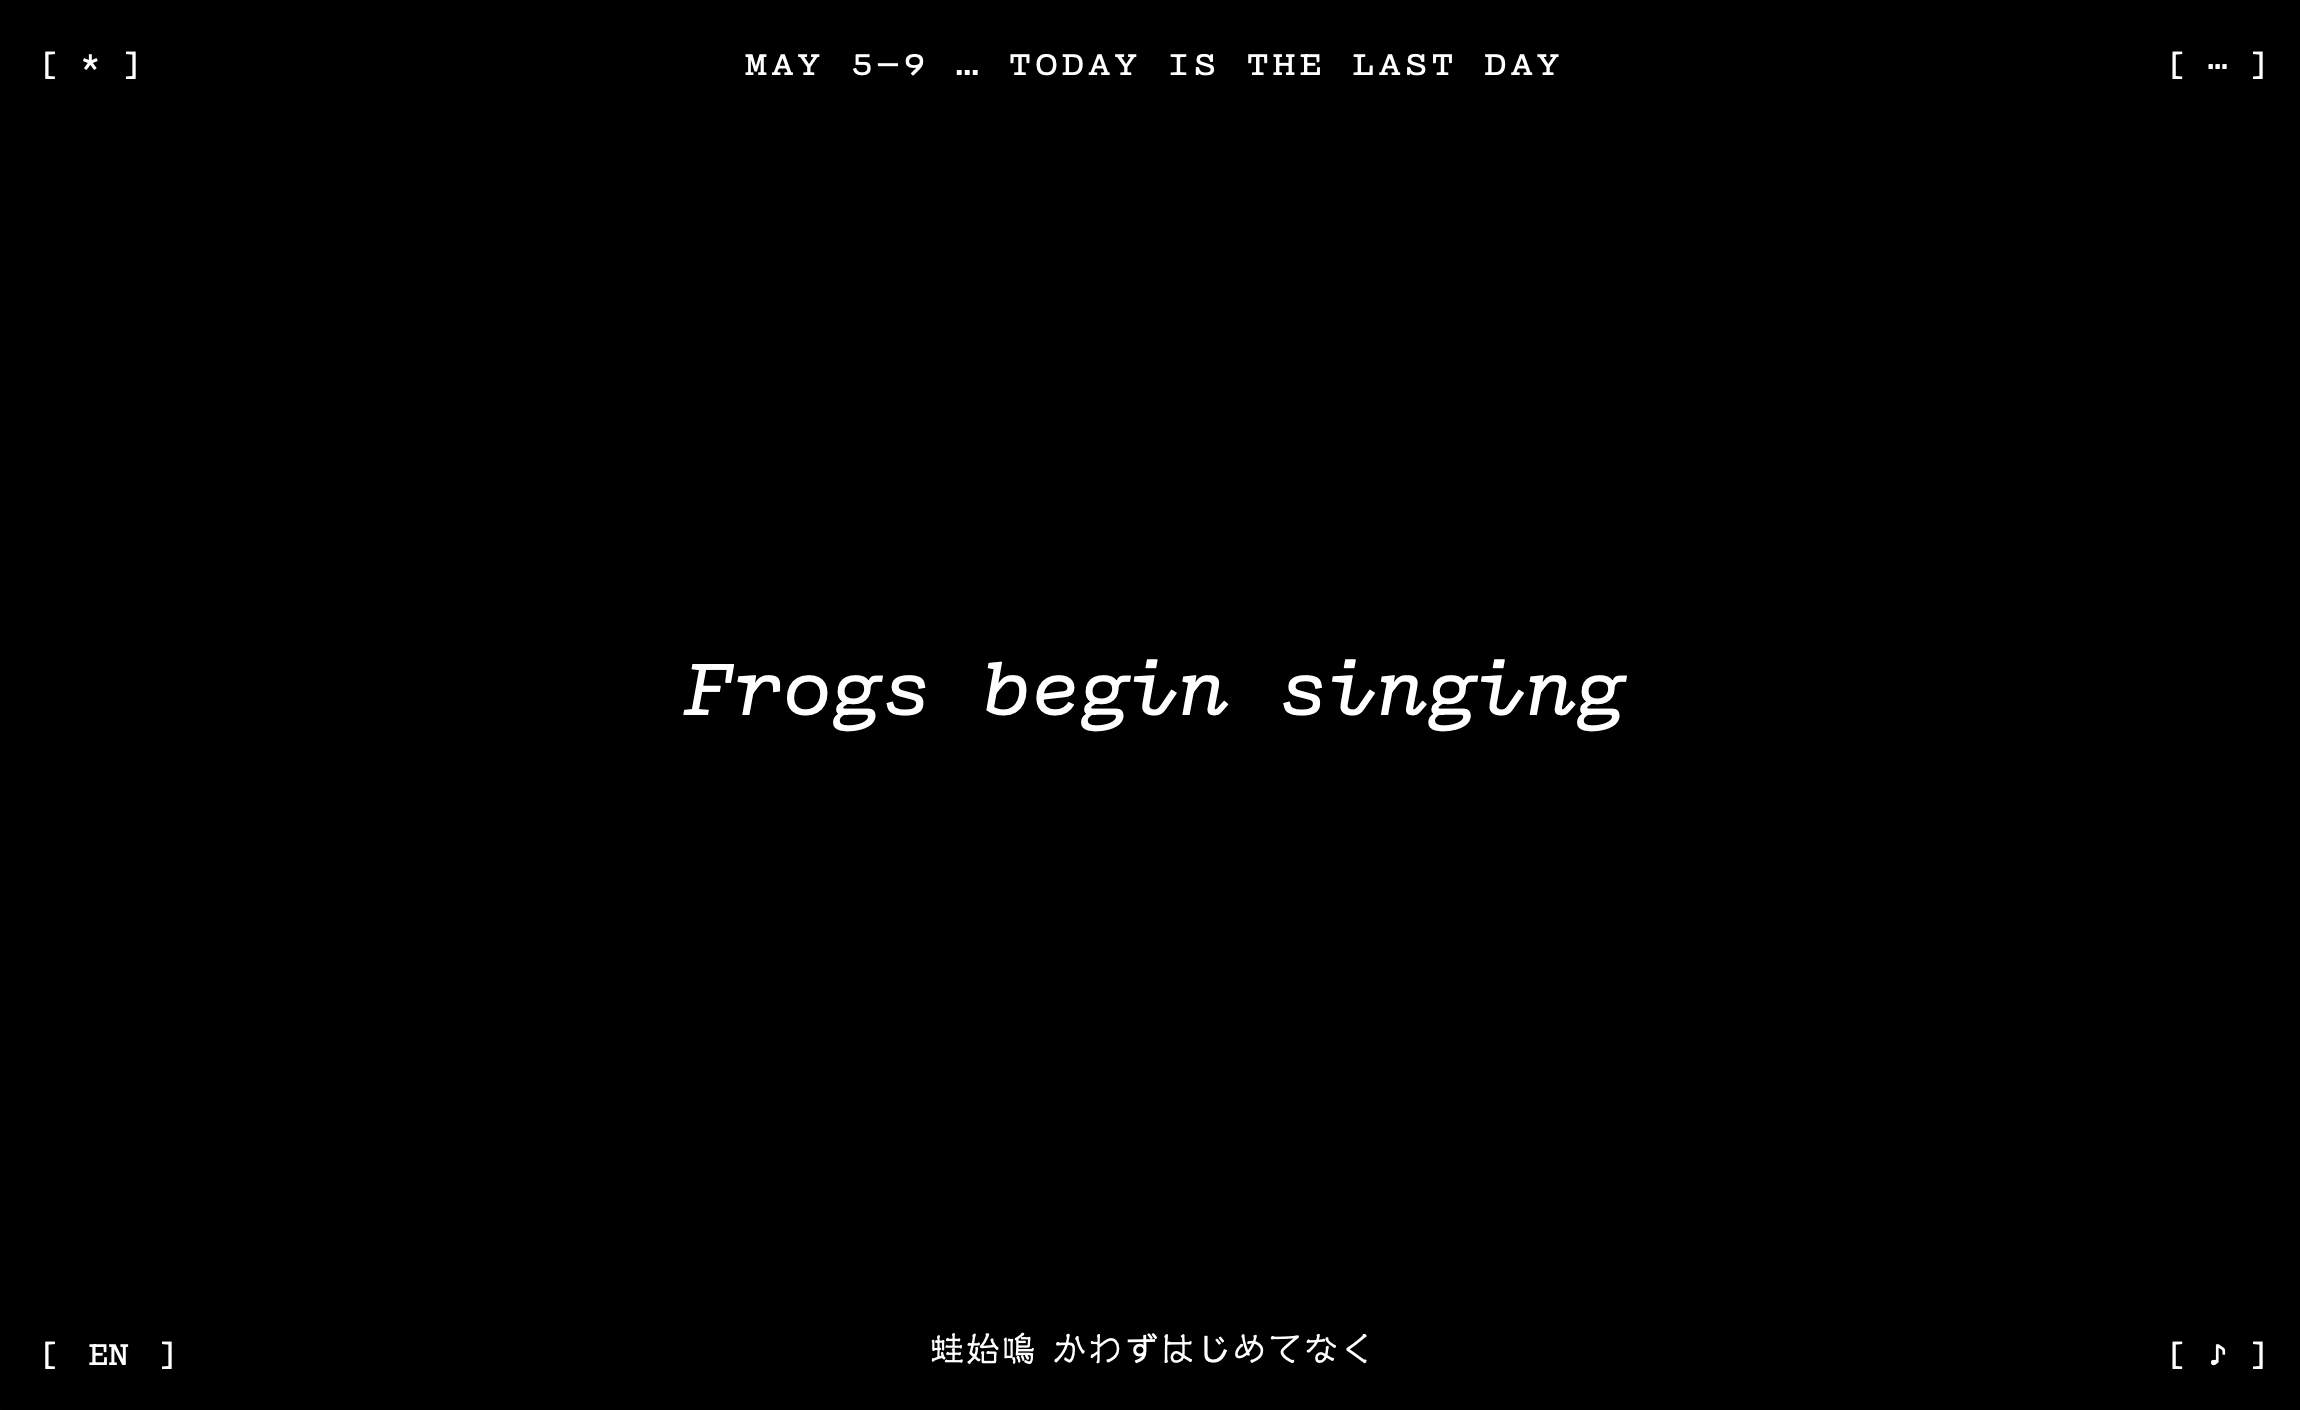 [ * ]
MAY 5–9 … TODAY IS THE LAST DAY
[ … ]
Frogs begin singing
[ EN ]
蛙始鳴 かわずはじめてなく
[ ♪ ]